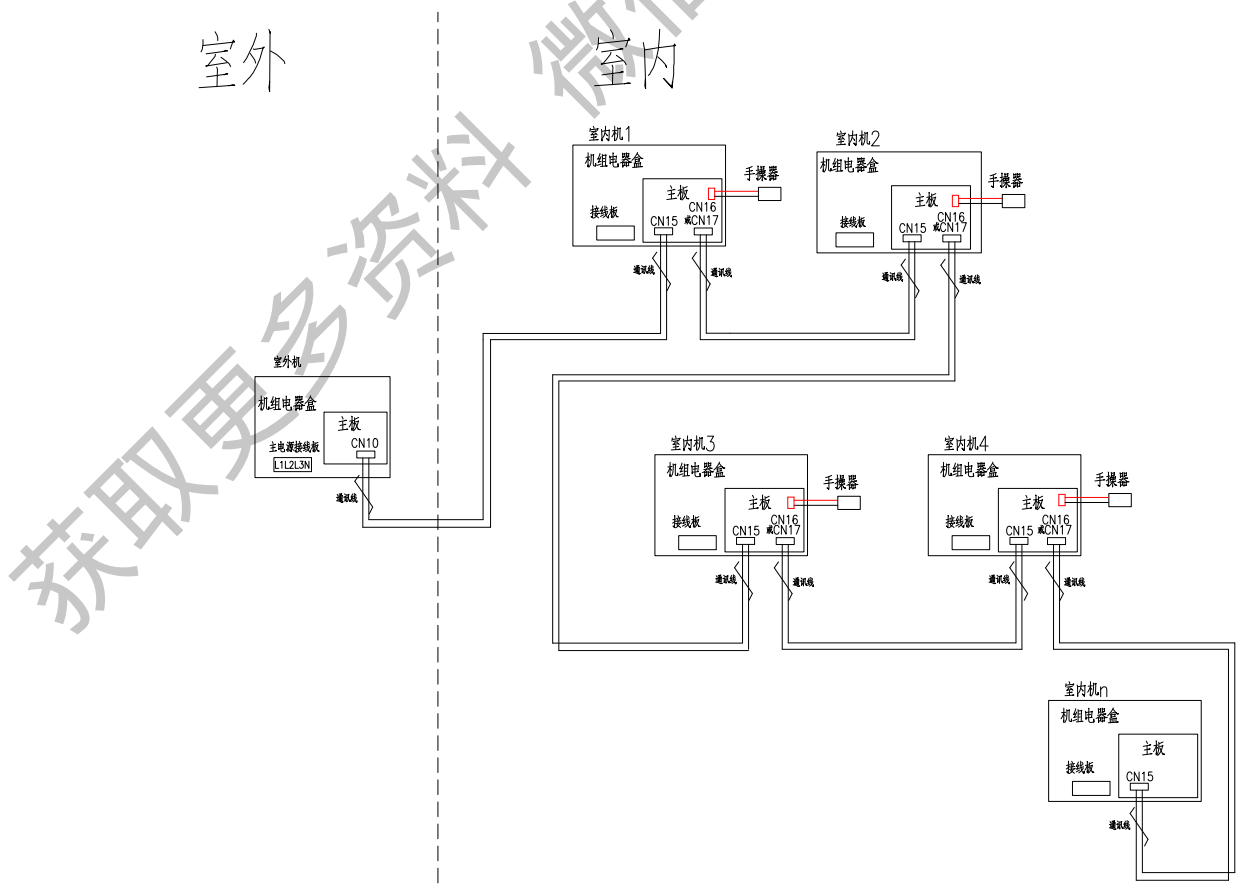 室外
室内
获取更多资料 微信
室内机1
机组电器盒
主板
手操器
CN16
或CN17
CN15
接线板
通讯线
通讯线
室内机2
机组电器盒
主板
手操器
CN16
或CN17
CN15
接线板
通讯线
通讯线
室外机
机组电器盒
主板
CN10
主电源接线板
L1L2L3N
通讯线
室内机3
机组电器盒
主板
手操器
CN16
或CN17
CN15
接线板
通讯线
通讯线
室内机4
机组电器盒
主板
手操器
CN16
或CN17
CN15
接线板
通讯线
通讯线
室内机n
机组电器盒
主板
接线板
CN15
通讯线